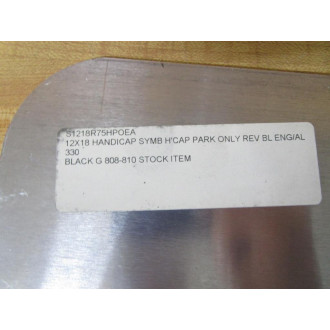 S1218R75HPOEA
12X18 HANDICAP SYMB H'CAP PARK ONLY REV BL ENG/AL
330
BLACK G 808-810 STOCK ITEM